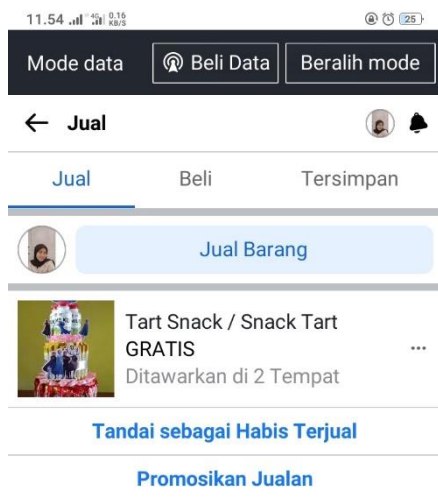 11.54 4G 0.16 KB/S 25
Mode data Beli Data Beralih mode
Jual
Jual Beli Tersimpan
Jual Barang
Tart Snack / Snack Tart
GRATIS
Ditawarkan di 2 Tempat
Tandai sebagai Habis Terjual
Promosikan Jualan